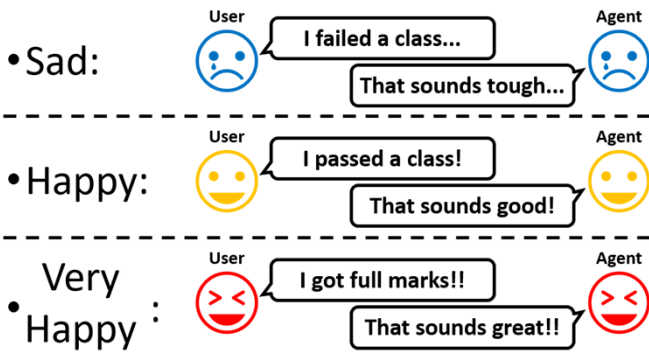 User
Agent
•Sad:
I failed a class...
That sounds tough...
User
Agent
•Happy:
I passed a class!
That sounds good!
User
Agent
•Very Happy:
I got full marks!!
That sounds great!!